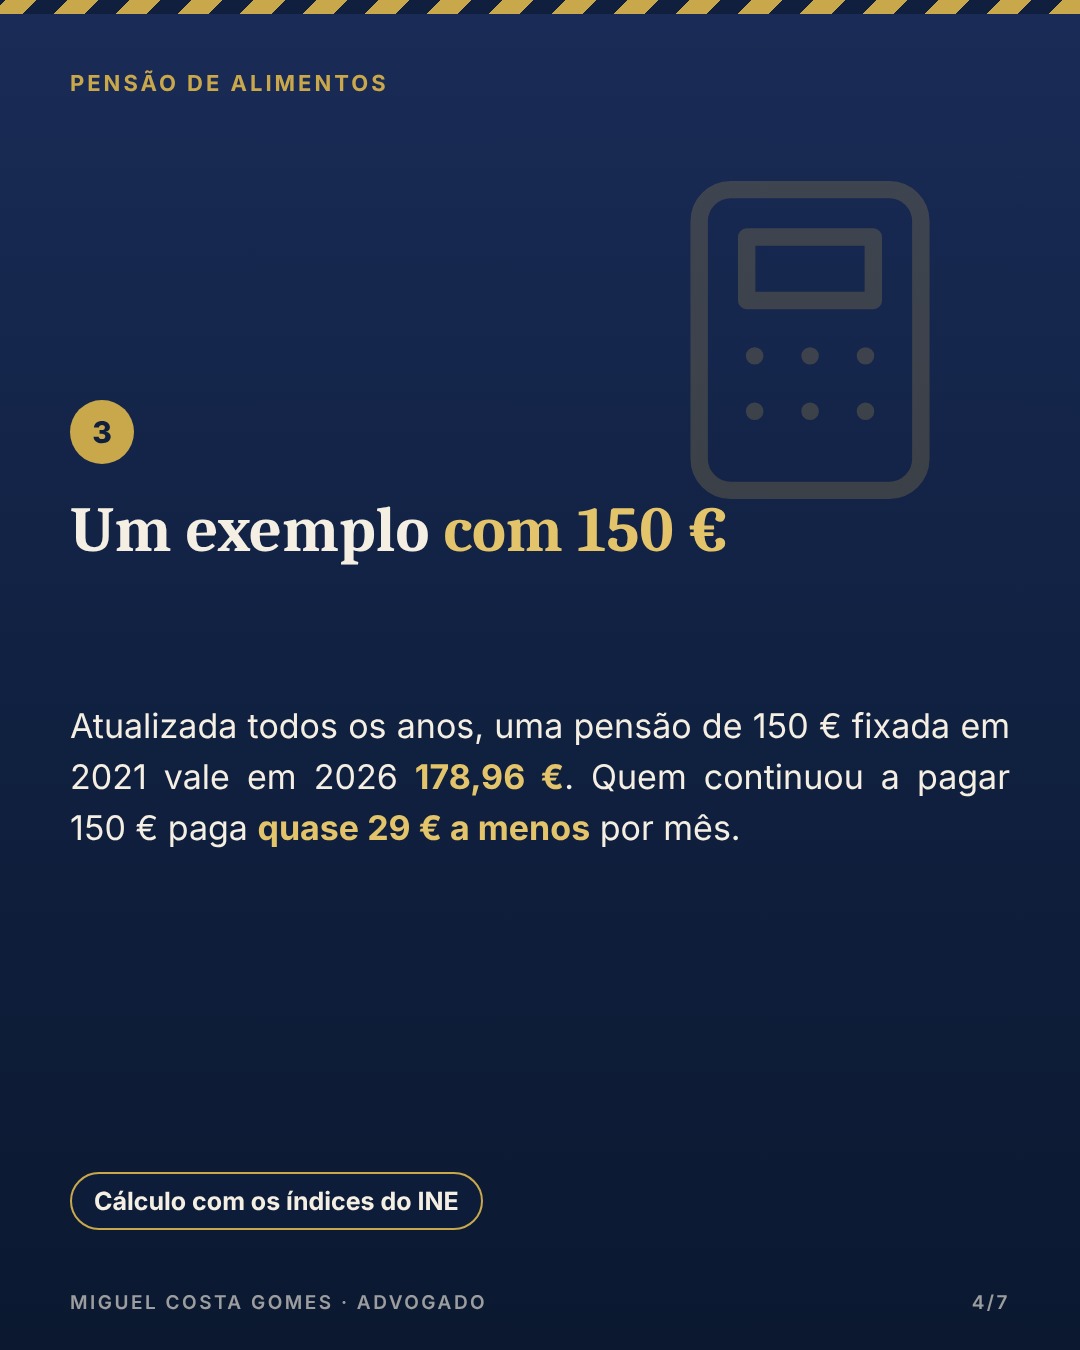 PENSÃO DE ALIMENTOS
3
Um exemplo com 150 €
Atualizada todos os anos, uma pensão de 150 € fixada em
2021 vale em 2026 178,96 €. Quem continuou a pagar
150 € paga quase 29 € a menos por mês.
Cálculo com os índices do INE
MIGUEL COSTA GOMES · ADVOGADO
4/7